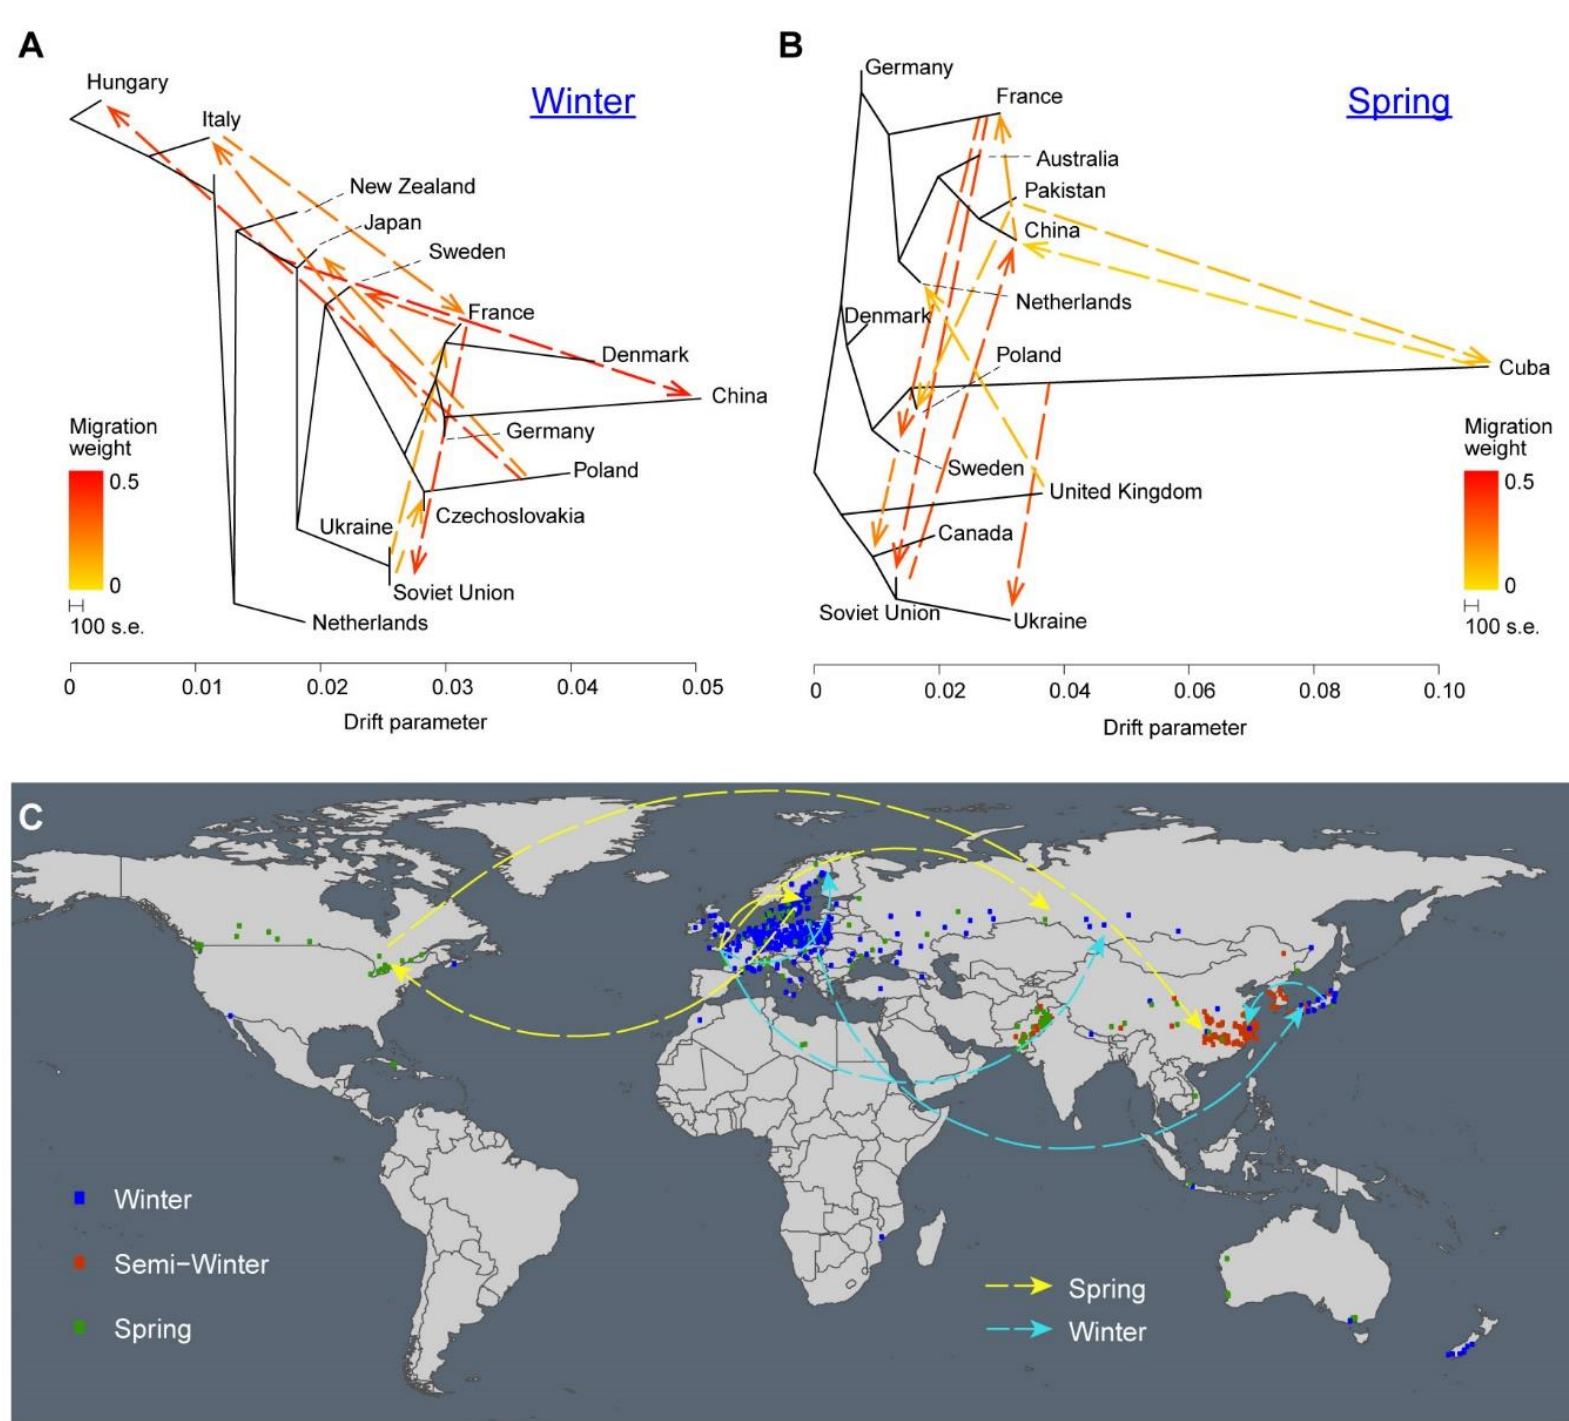 A
Winter
Hungary
Italy
New Zealand
Japan
Sweden
France
Denmark
China
Germany
Poland
Czechoslovakia
Ukraine
Soviet Union
Netherlands
Migration
weight
0.5
0
100 s.e.
0 0.01 0.02 0.03 0.04 0.05
Drift parameter
B
Spring
Germany
France
Australia
Pakistan
China
Netherlands
Denmark
Poland
Cuba
Sweden
United Kingdom
Canada
Soviet Union
Ukraine
Migration
weight
0.5
0
100 s.e.
0 0.02 0.04 0.06 0.08 0.10
Drift parameter
C
Winter
Semi−Winter
Spring
Spring
Winter